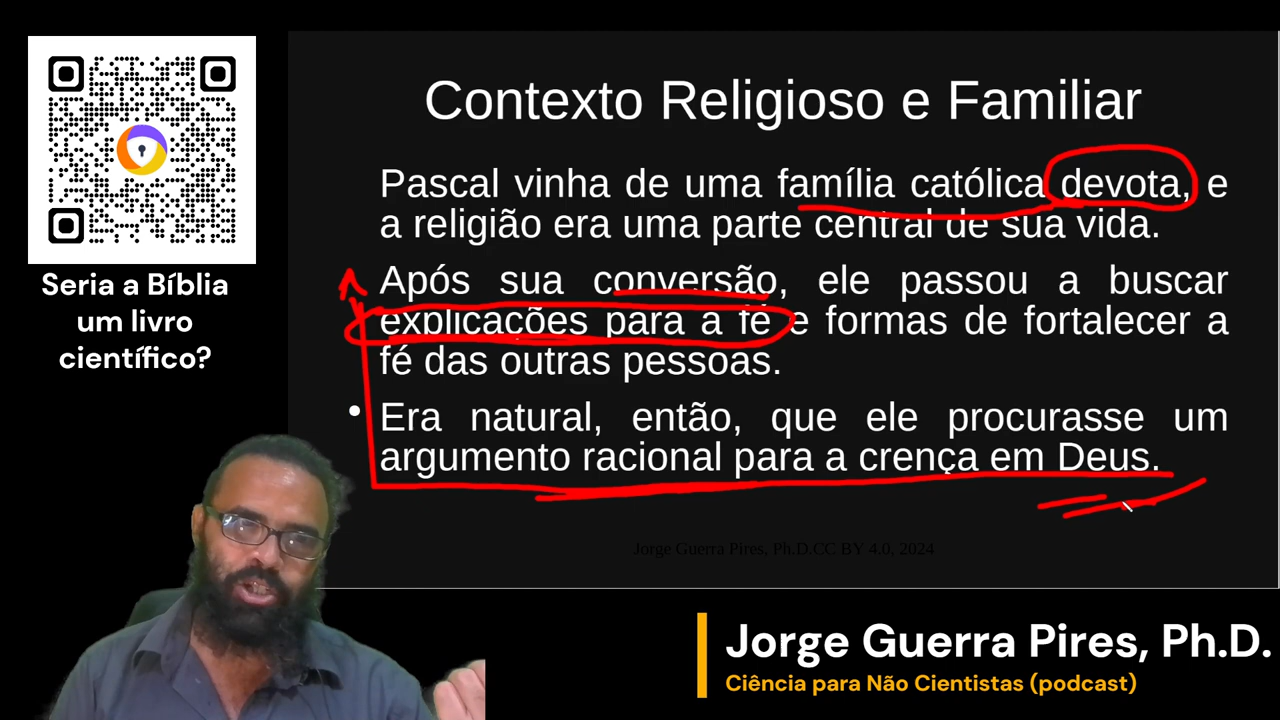 Contexto Religioso e Familiar
Pascal vinha de uma família católica devota, e
a religião era uma parte central de sua vida.
Após sua conversão, ele passou a buscar
explicações para a fé e formas de fortalecer a
fé das outras pessoas.
Era natural, então, que ele procurasse um
argumento racional para a crença em Deus.
Jorge Guerra Pires, Ph.D.CC BY 4.0, 2024
Seria a Bíblia
um livro
científico?
Jorge Guerra Pires, Ph.D.
Ciência para Não Cientistas (podcast)